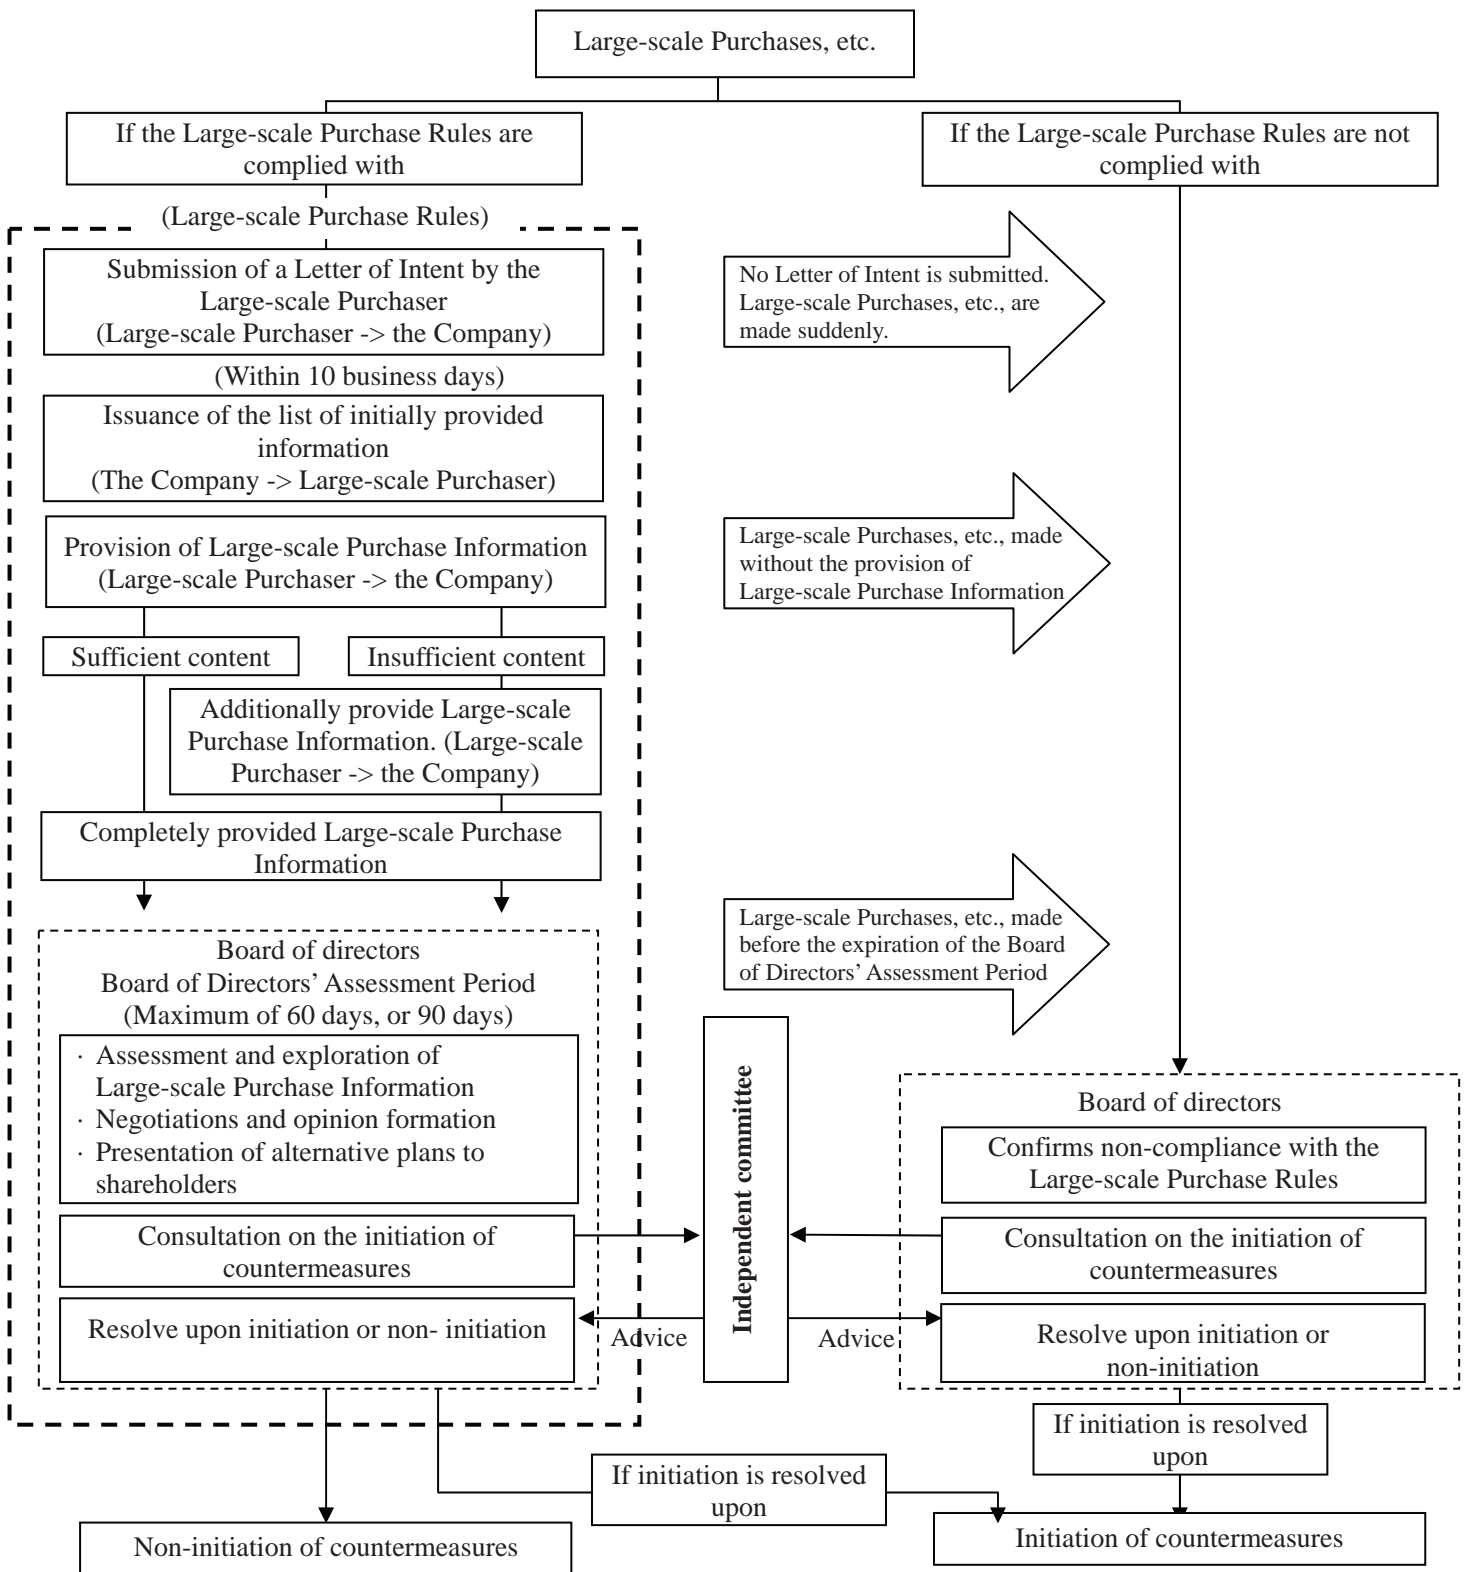 Large-scale Purchases, etc.
If the Large-scale Purchase Rules are
complied with
If the Large-scale Purchase Rules are not
complied with
(Large-scale Purchase Rules)
Submission of a Letter of Intent by the
Large-scale Purchaser
(Large-scale Purchaser -> the Company)
(Within 10 business days)
Issuance of the list of initially provided
information
(The Company -> Large-scale Purchaser)
Provision of Large-scale Purchase Information
(Large-scale Purchaser -> the Company)
Sufficient content
Insufficient content
Additionally provide Large-scale
Purchase Information. (Large-scale
Purchaser -> the Company)
Completely provided Large-scale Purchase
Information
Board of directors
Board of Directors’ Assessment Period
(Maximum of 60 days, or 90 days)
· Assessment and exploration of
Large-scale Purchase Information
· Negotiations and opinion formation
· Presentation of alternative plans to
shareholders
Consultation on the initiation of
countermeasures
Resolve upon initiation or non- initiation
No Letter of Intent is submitted.
Large-scale Purchases, etc., are
made suddenly.
Large-scale Purchases, etc., made
without the provision of
Large-scale Purchase Information
Large-scale Purchases, etc., made
before the expiration of the Board
of Directors’ Assessment Period
Independent committee
Advice
Advice
Board of directors
Confirms non-compliance with the
Large-scale Purchase Rules
Consultation on the initiation of
countermeasures
Resolve upon initiation or
non-initiation
If initiation is resolved
upon
If initiation is resolved
upon
Non-initiation of countermeasures
Initiation of countermeasures